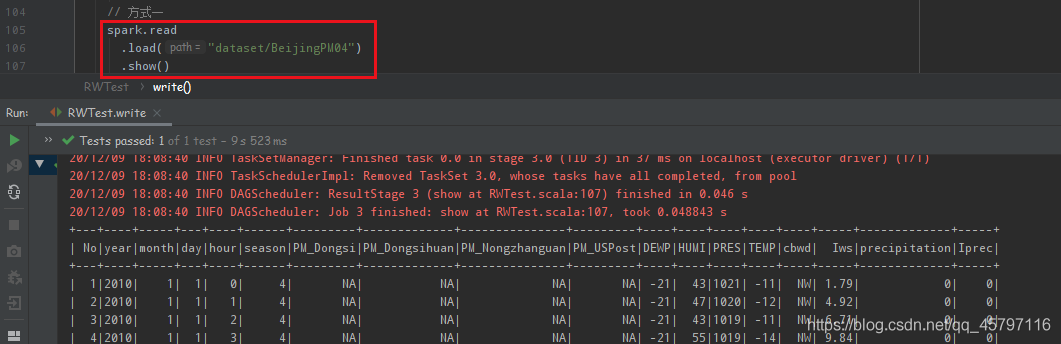 104 // 方式一
105 spark.read
106 .load( path = "dataset/BeijingPM04")
107 .show()
RWTest > write()
Run: RWTest.write ×
Tests passed: 1 of 1 test – 9 s 523 ms
20/12/09 18:08:40 INFO TaskSetManager: Finished task 0.0 in stage 3.0 (TID 3) in 37 ms on localhost (executor driver) (1/1)
20/12/09 18:08:40 INFO TaskSchedulerImpl: Removed TaskSet 3.0, whose tasks have all completed, from pool
20/12/09 18:08:40 INFO DAGScheduler: ResultStage 3 (show at RWTest.scala:107) finished in 0.046 s
20/12/09 18:08:40 INFO DAGScheduler: Job 3 finished: show at RWTest.scala:107, took 0.048843 s
+---+----+-----+---+----+------+---------+------------+--------------+---------+----+----+----+----+----+-----+-------------+-----+
| No|year|month|day|hour|season|PM_Dongsi|PM_Dongsihuan|PM_Nongzhanguan|PM_USPost|DEWP|HUMI|PRES|TEMP|cbwd| Iws|precipitation|Iprec|
+---+----+-----+---+----+------+---------+------------+--------------+---------+----+----+----+----+----+-----+-------------+-----+
| 1|2010| 1| 1| 0| 4| NA| NA| NA| NA| -21| 43|1021| -11| NW| 1.79| 0| 0|
| 2|2010| 1| 1| 1| 4| NA| NA| NA| NA| -21| 47|1020| -12| NW| 4.92| 0| 0|
| 3|2010| 1| 1| 2| 4| NA| NA| NA| NA| -21| 43|1019| -11| NW| 6.71| 0| 0|
| 4|2010| 1| 1| 3| 4| NA| NA| NA| NA| -21| 55|1019| -14| NW| 9.84| 0| 0|
https://blog.csdn.net/qq_45797116